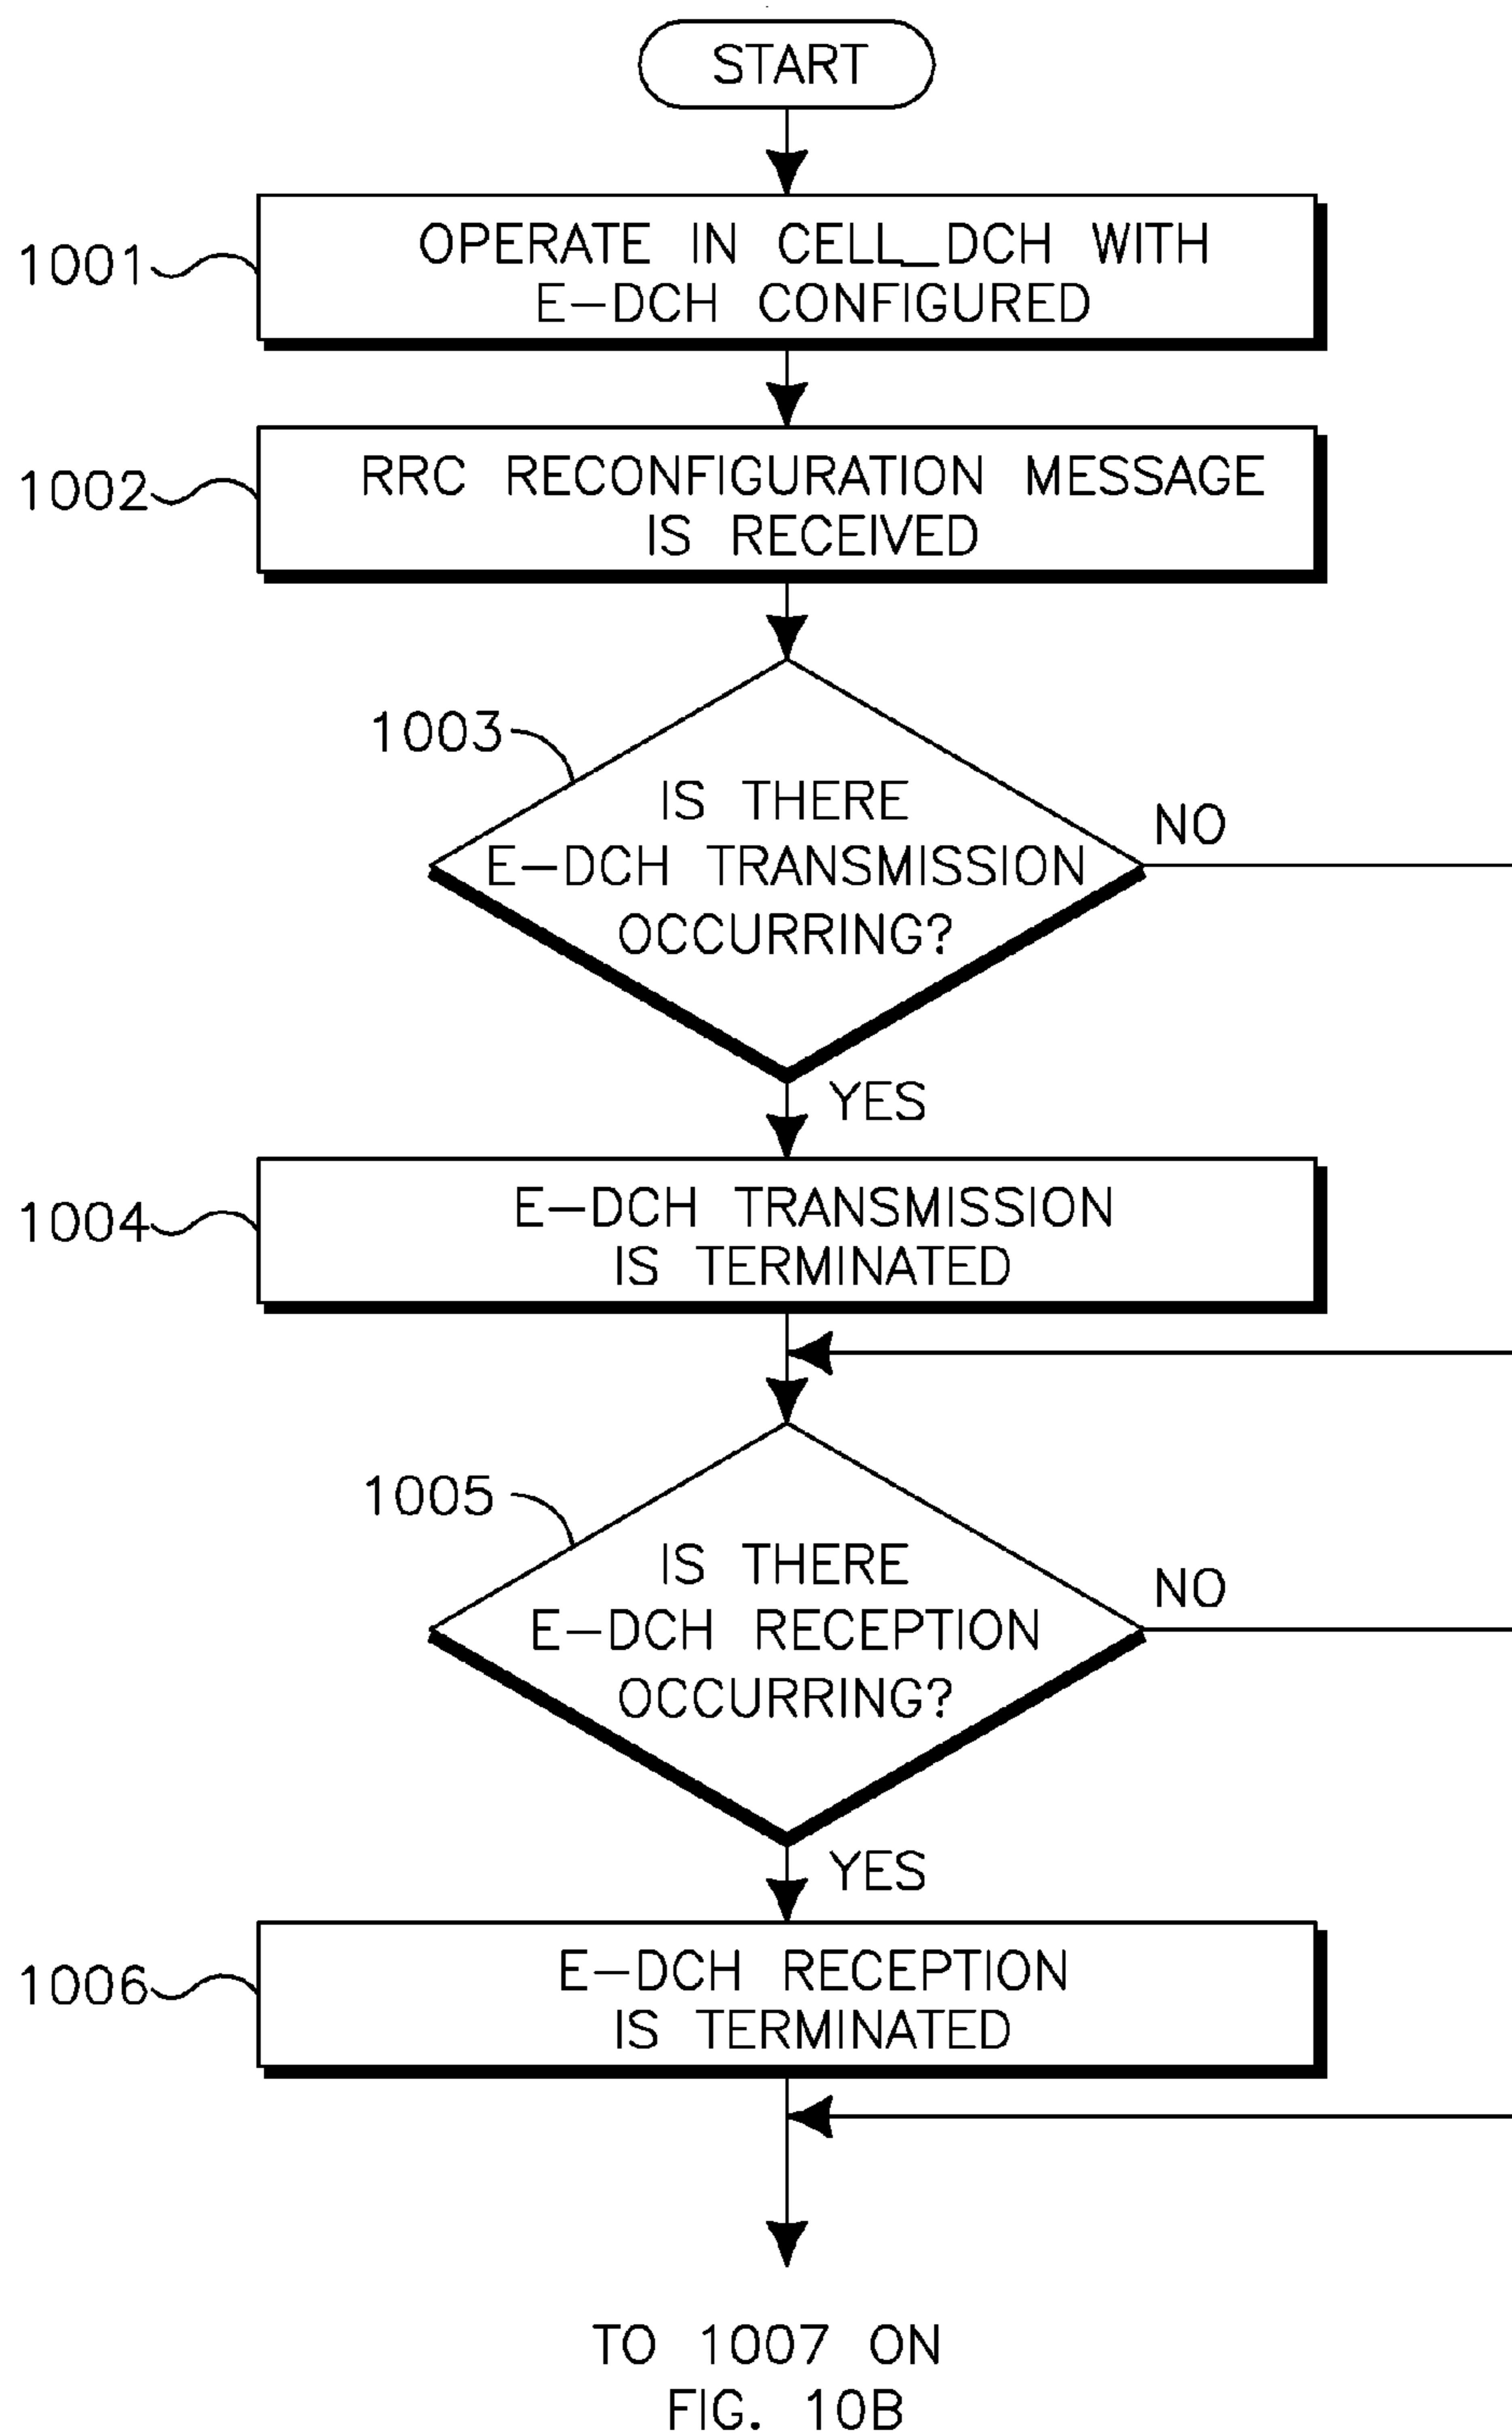 START
1001
OPERATE IN CELL_DCH WITH
E-DCH CONFIGURED
1002
RRC RECONFIGURATION MESSAGE
IS RECEIVED
1003
IS THERE
E-DCH TRANSMISSION
OCCURRING?
NO
YES
1004
E-DCH TRANSMISSION
IS TERMINATED
1005
IS THERE
E-DCH RECEPTION
OCCURRING?
NO
YES
1006
E-DCH RECEPTION
IS TERMINATED
TO 1007 ON
FIG. 10B